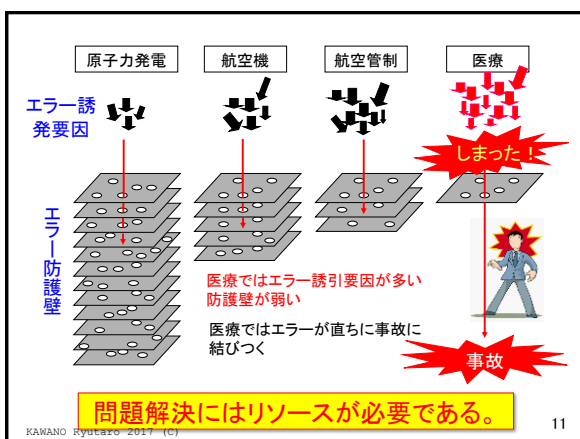 原子力発電
航空機
航空管制
医療
エラー誘
発要因
しまった！
エラー防護壁
医療ではエラー誘引要因が多い
防護壁が弱い
医療ではエラーが直ちに事故に
結びつく
事故
問題解決にはリソースが必要である。
KAWANO Ryutaro 2017 (C)
11